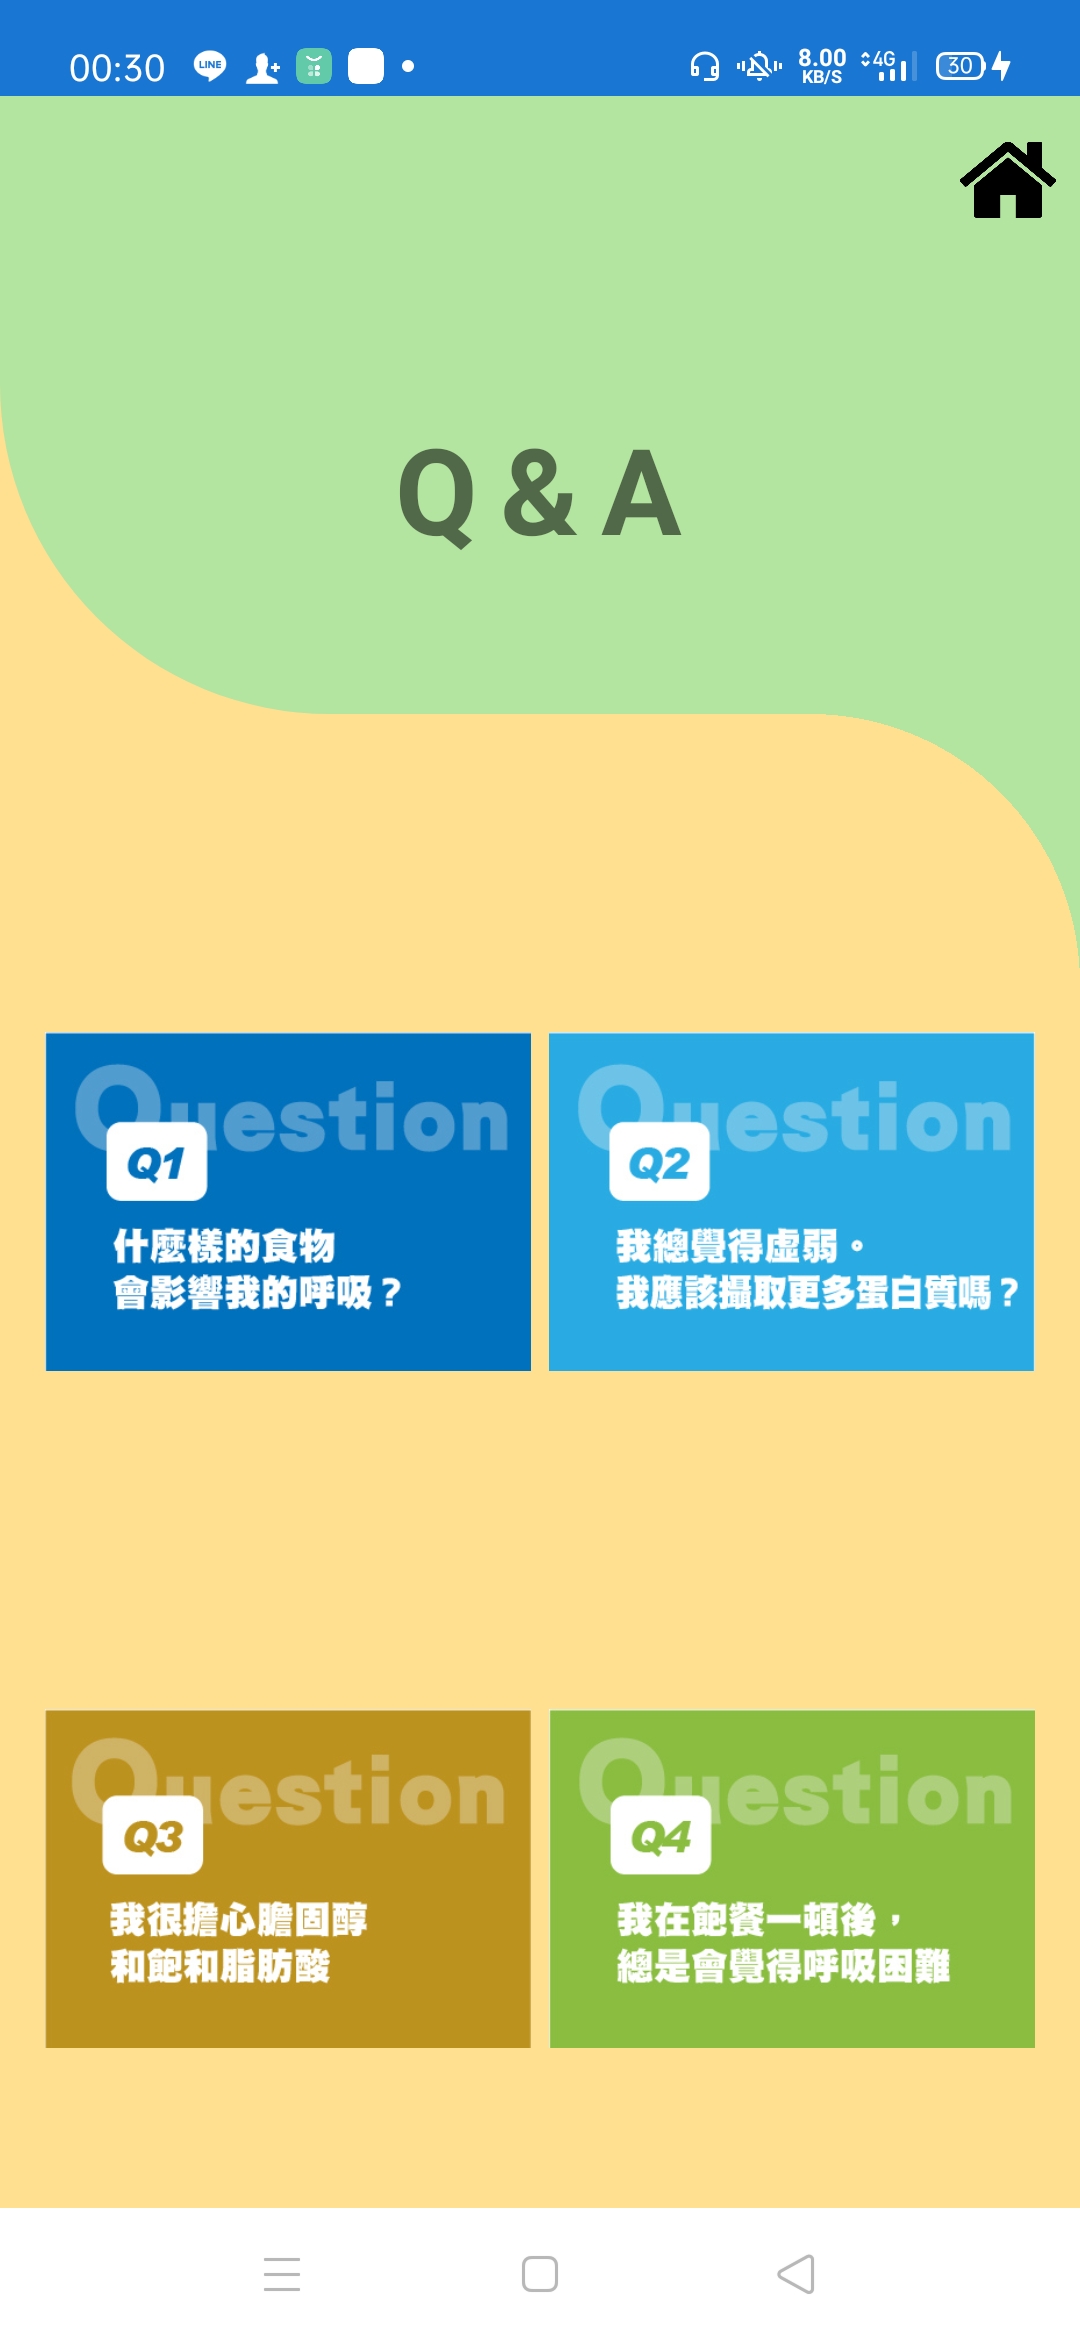 00:30 LINE 8.00 KB/S 4G 30
Q & A
Question
Q1
什麼樣的食物
會影響我的呼吸？
Question
Q2
我總覺得虛弱。
我應該攝取更多蛋白質嗎？
Question
Q3
我很擔心膽固醇
和飽和脂肪酸
Question
Q4
我在飽餐一頓後，
總是會覺得呼吸困難